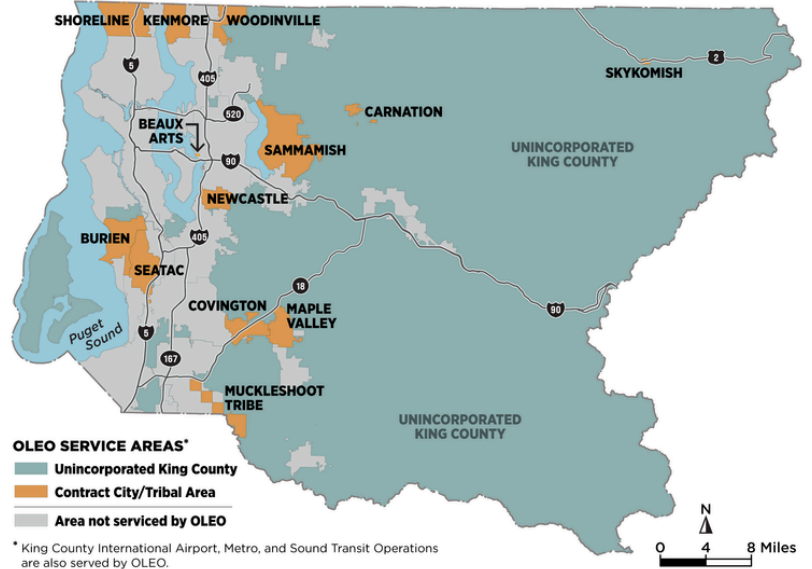 SHORELINE
KENMORE
WOODINVILLE
5
405
2
SKYKOMISH
520
CARNATION
BEAUX
ARTS
90
SAMMAMISH
UNINCORPORATED
KING COUNTY
NEWCASTLE
BURIEN
405
SEATAC
18
COVINGTON
MAPLE
VALLEY
90
Puget
Sound
5
167
MUCKLESHOOT
TRIBE
UNINCORPORATED
KING COUNTY
OLEO SERVICE AREAS*
Unincorporated King County
Contract City/Tribal Area
Area not serviced by OLEO
* King County International Airport, Metro, and Sound Transit Operations
are also served by OLEO.
N
0 4 8 Miles